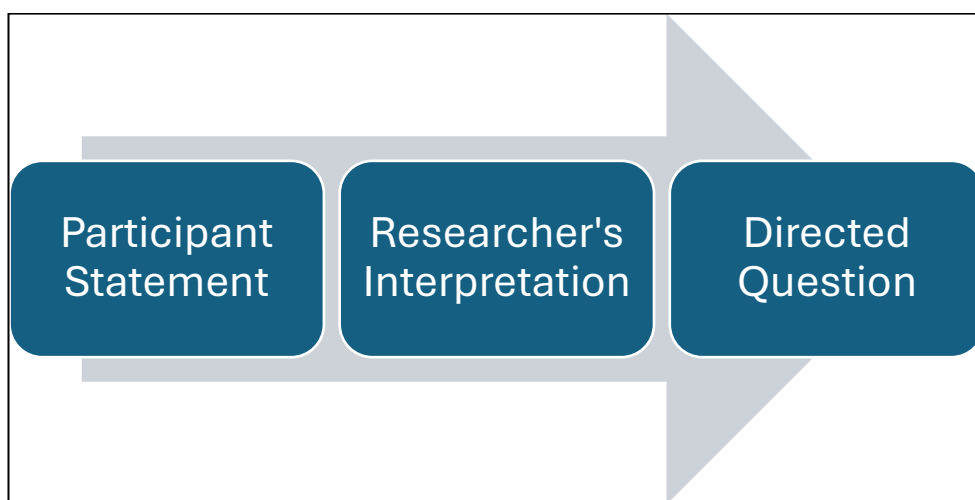 Participant
Statement
Researcher's
Interpretation
Directed
Question